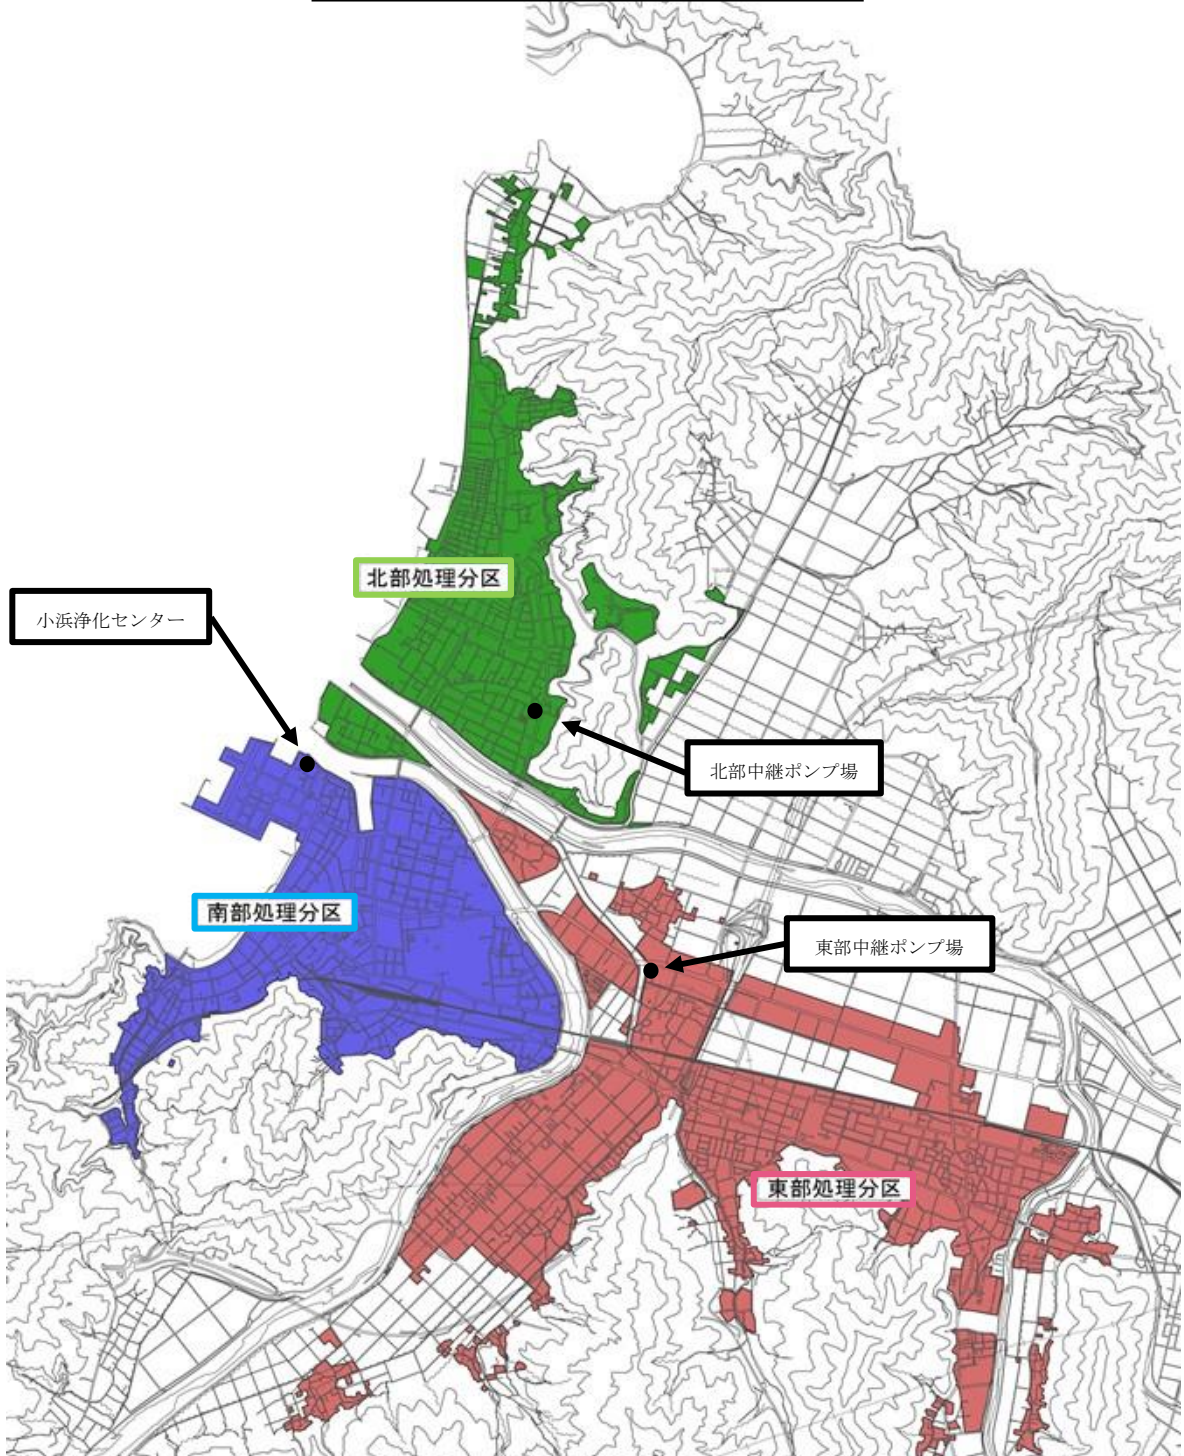 北部処理分区
小浜浄化センター
北部中継ポンプ場
南部処理分区
東部中継ポンプ場
東部処理分区